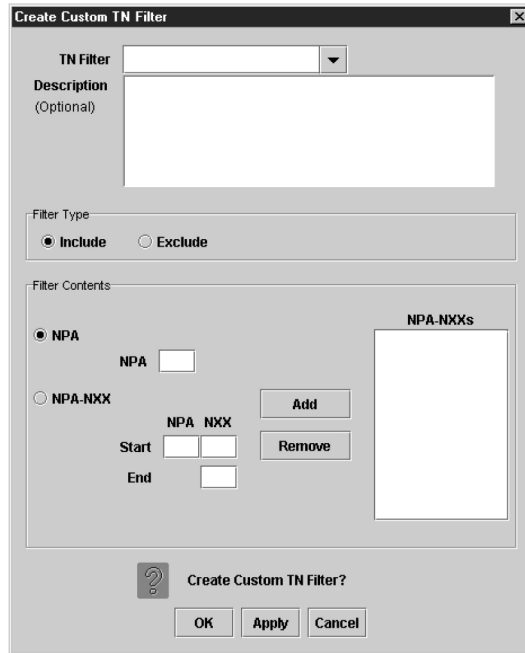 Create Custom TN Filter
TN Filter
Description
(Optional)
Filter Type
Include Exclude
Filter Contents
NPA-NXXs
NPA
NPA
NPA-NXX
Add
NPA NXX
Start
Remove
End
Create Custom TN Filter?
OK Apply Cancel